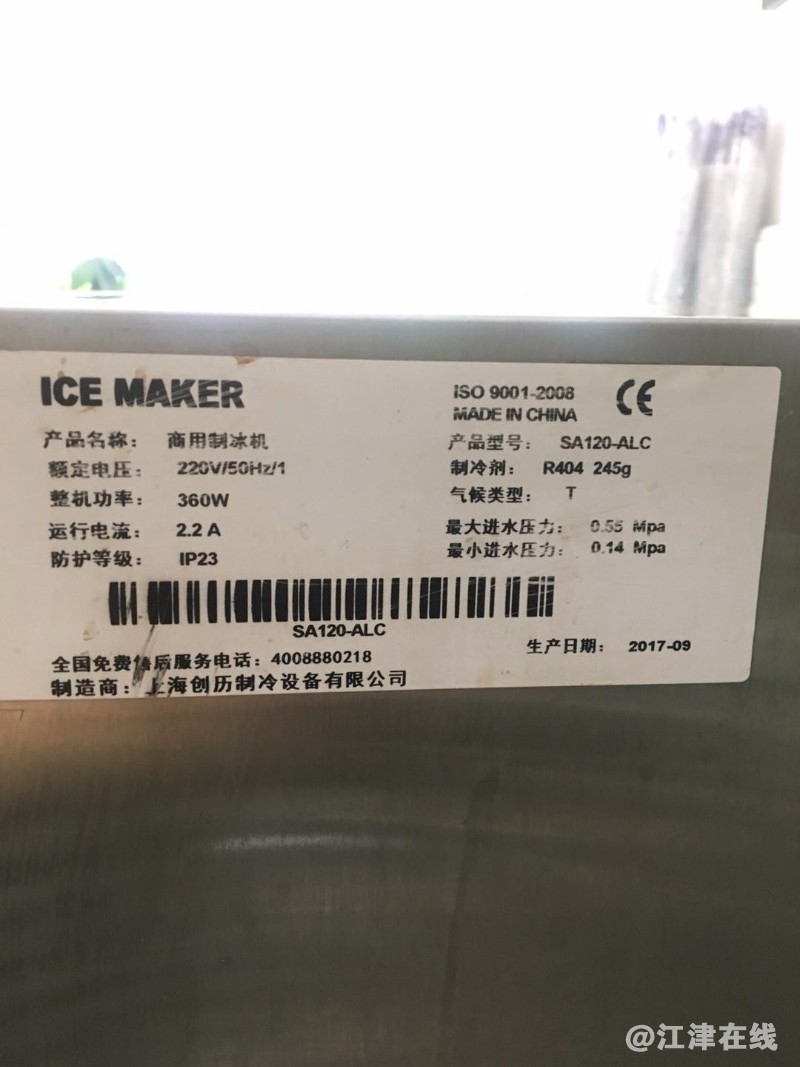 ICE MAKER
ISO 9001-2008 CE
MADE IN CHINA
产品名称： 商用制冰机
产品型号： SA120-ALC
额定电压： 220V/50Hz/1
制冷剂： R404 245g
整机功率： 360W
气候类型： T
运行电流： 2.2 A
最大进水压力： 0.55 Mpa
防护等级： IP23
最小进水压力： 0.14 Mpa
SA120-ALC
生产日期： 2017-09
全国免费售后服务电话：4008880218
制造商：上海创历制冷设备有限公司
@江津在线